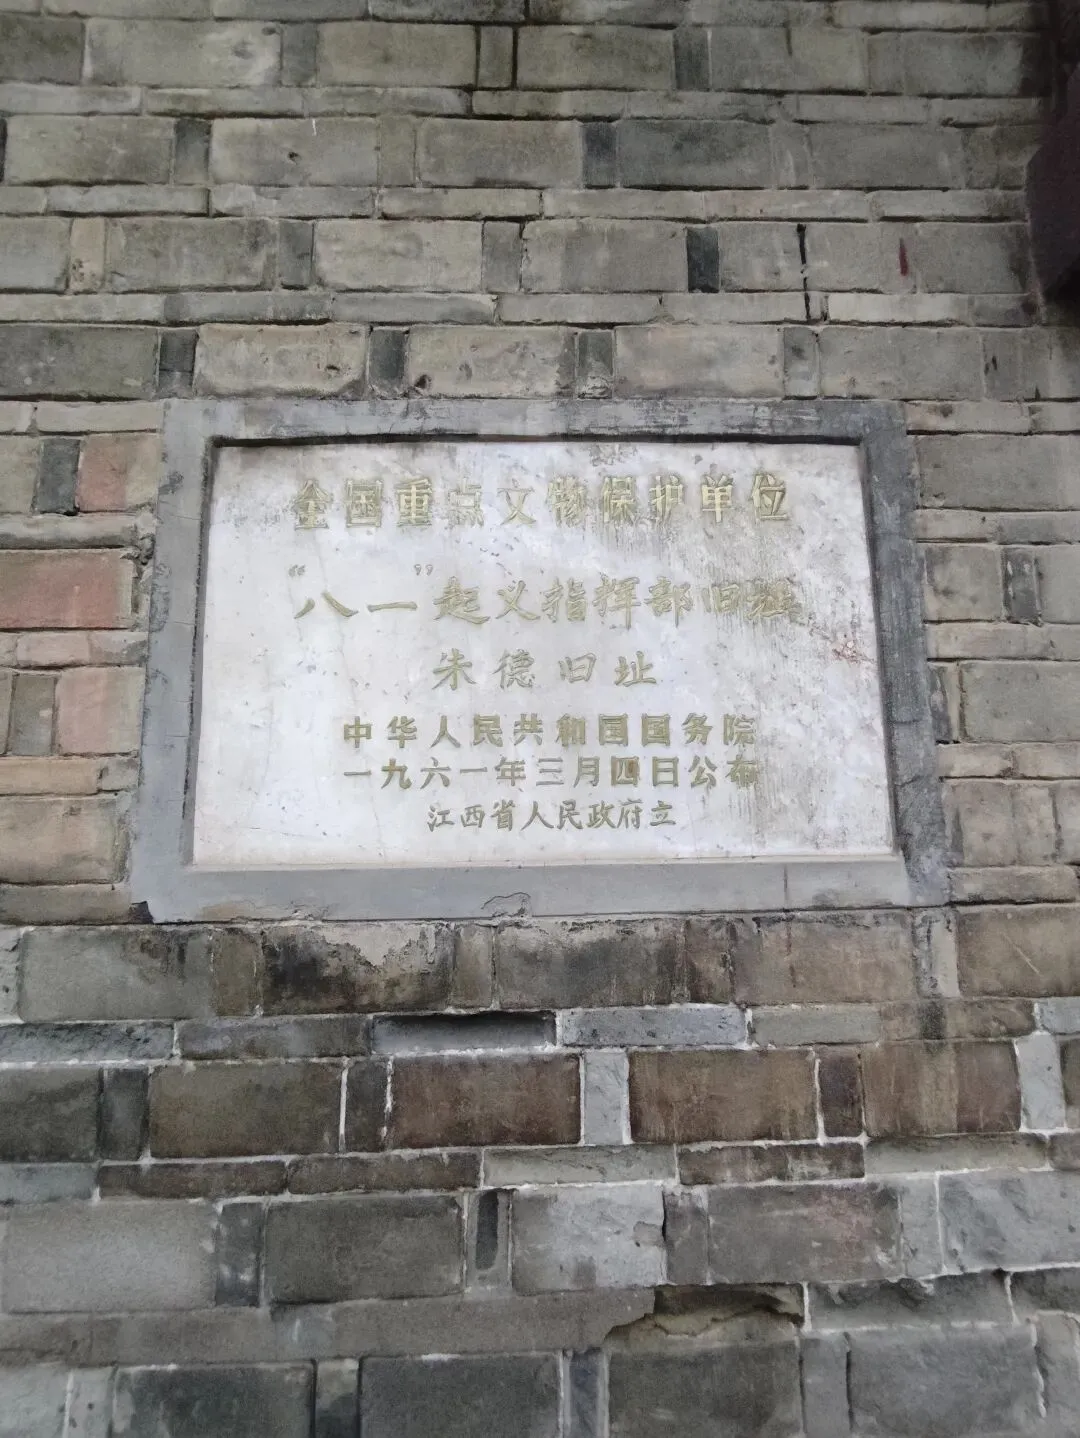 全国重点文物保护单位
“八一”起义指挥部旧址
朱德旧址
中华人民共和国国务院
一九六一年三月四日公布
江西省人民政府立